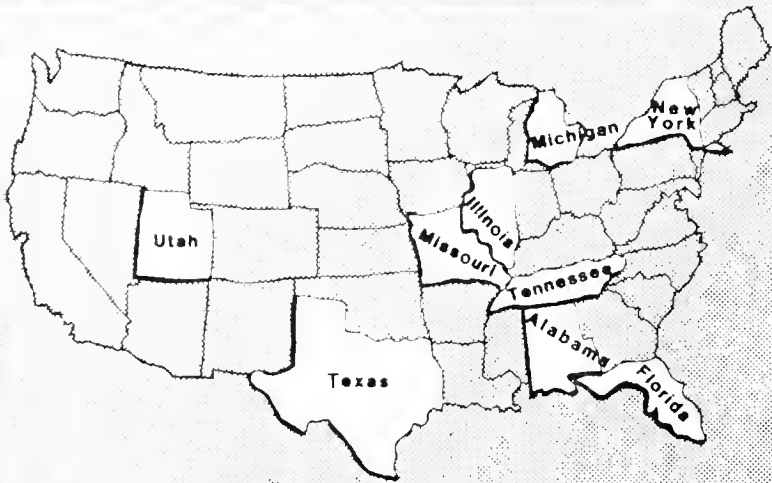 New
York
Michigan
Illinois
Utah
Missouri
Tennessee
Alabama
Texas
Florida